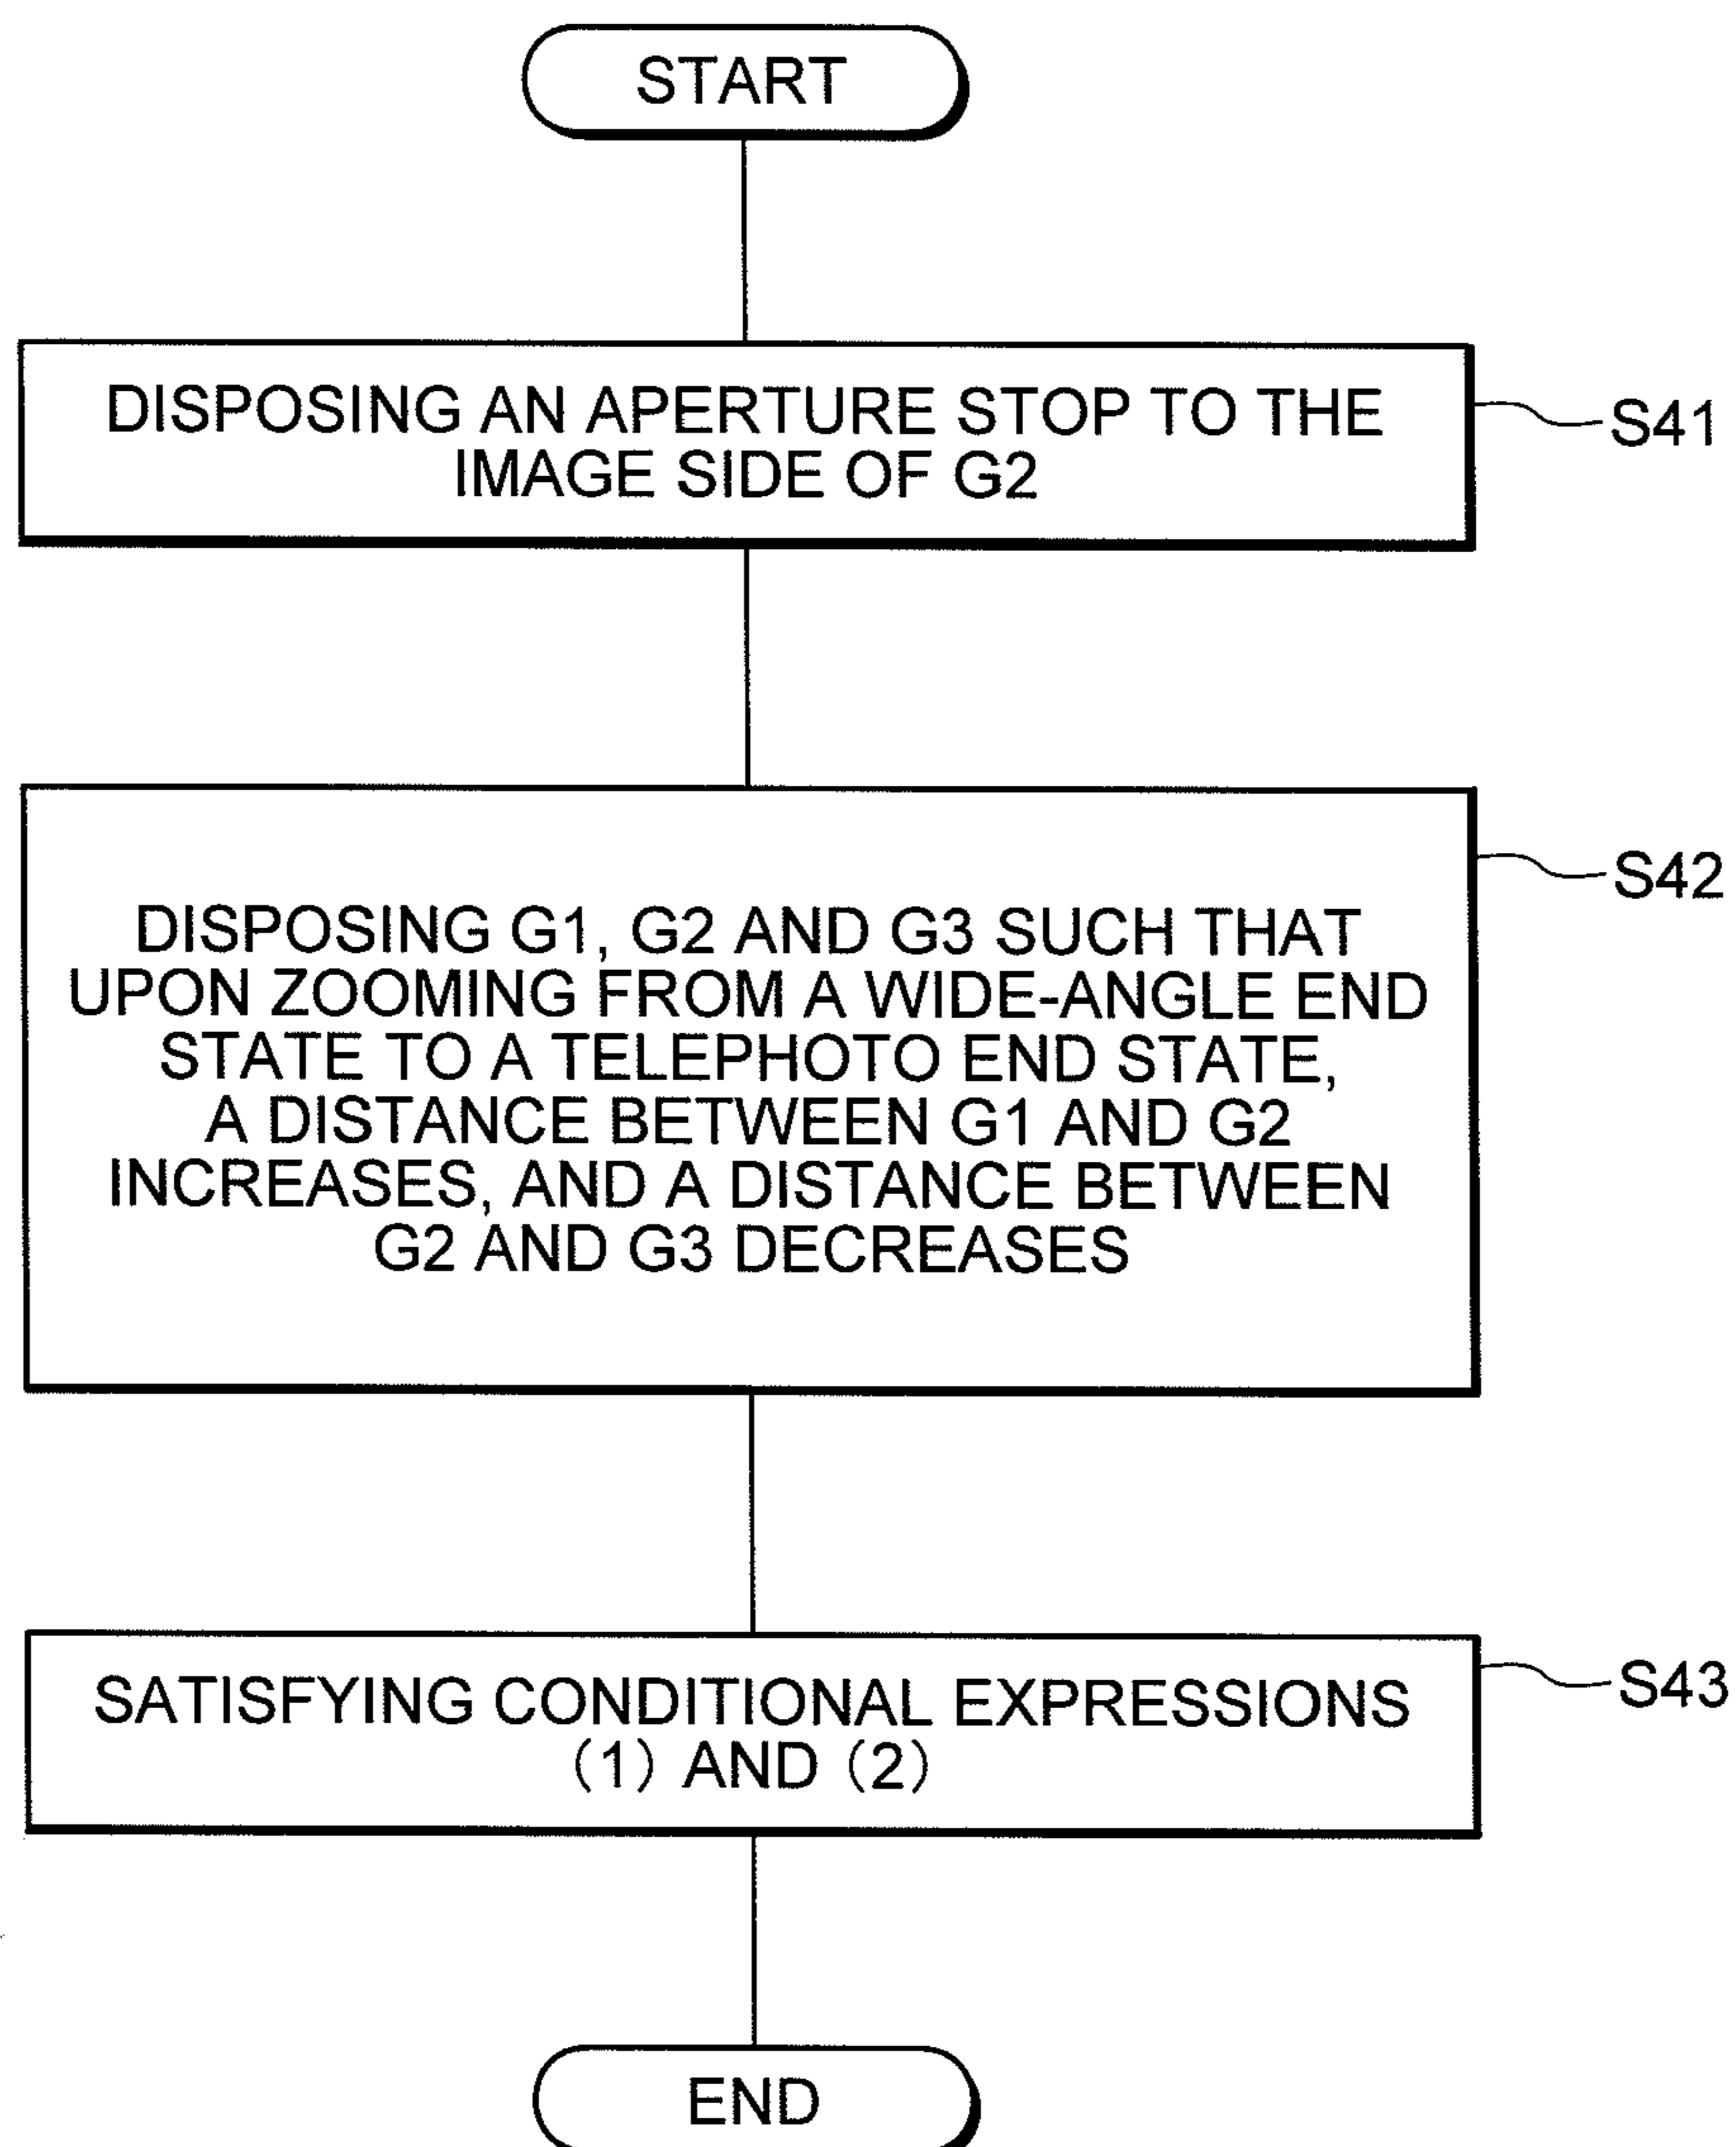 START
DISPOSING AN APERTURE STOP TO THE
IMAGE SIDE OF G2
S41
S42
DISPOSING G1, G2 AND G3 SUCH THAT
UPON ZOOMING FROM A WIDE-ANGLE END
STATE TO A TELEPHOTO END STATE,
A DISTANCE BETWEEN G1 AND G2
INCREASES, AND A DISTANCE BETWEEN
G2 AND G3 DECREASES
SATISFYING CONDITIONAL EXPRESSIONS
(1) AND (2)
S43
END